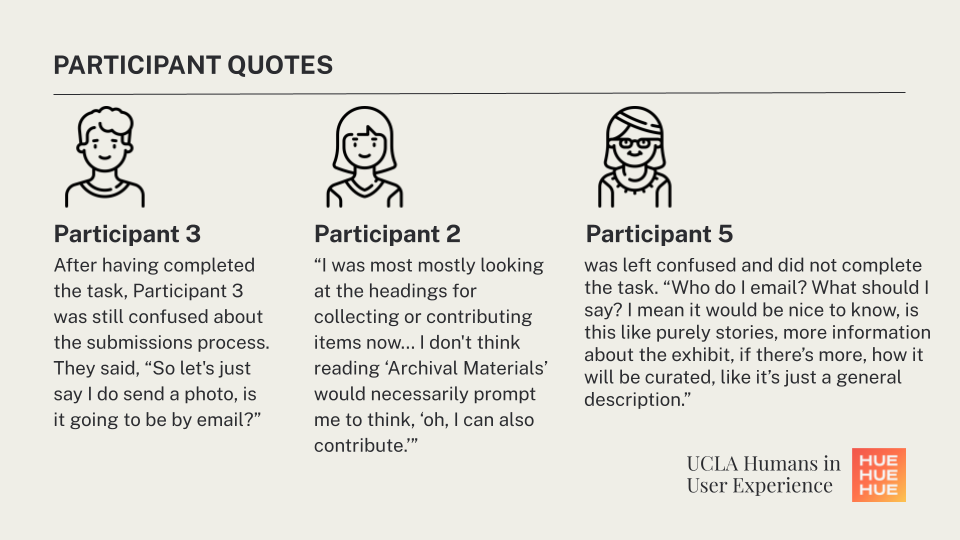 PARTICIPANT QUOTES
Participant 3
After having completed
the task, Participant 3
was still confused about
the submissions process.
They said, “So let's just
say I do send a photo, is
it going to be by email?”
Participant 2
“I was most mostly looking
at the headings for
collecting or contributing
items now... I don't think
reading ‘Archival Materials’
would necessarily prompt
me to think, ‘oh, I can also
contribute.’”
Participant 5
was left confused and did not complete
the task. “Who do I email? What should I
say? I mean it would be nice to know, is
this like purely stories, more information
about the exhibit, if there’s more, how it
will be curated, like it’s just a general
description.”
UCLA Humans in
User Experience
HUE
HUE
HUE